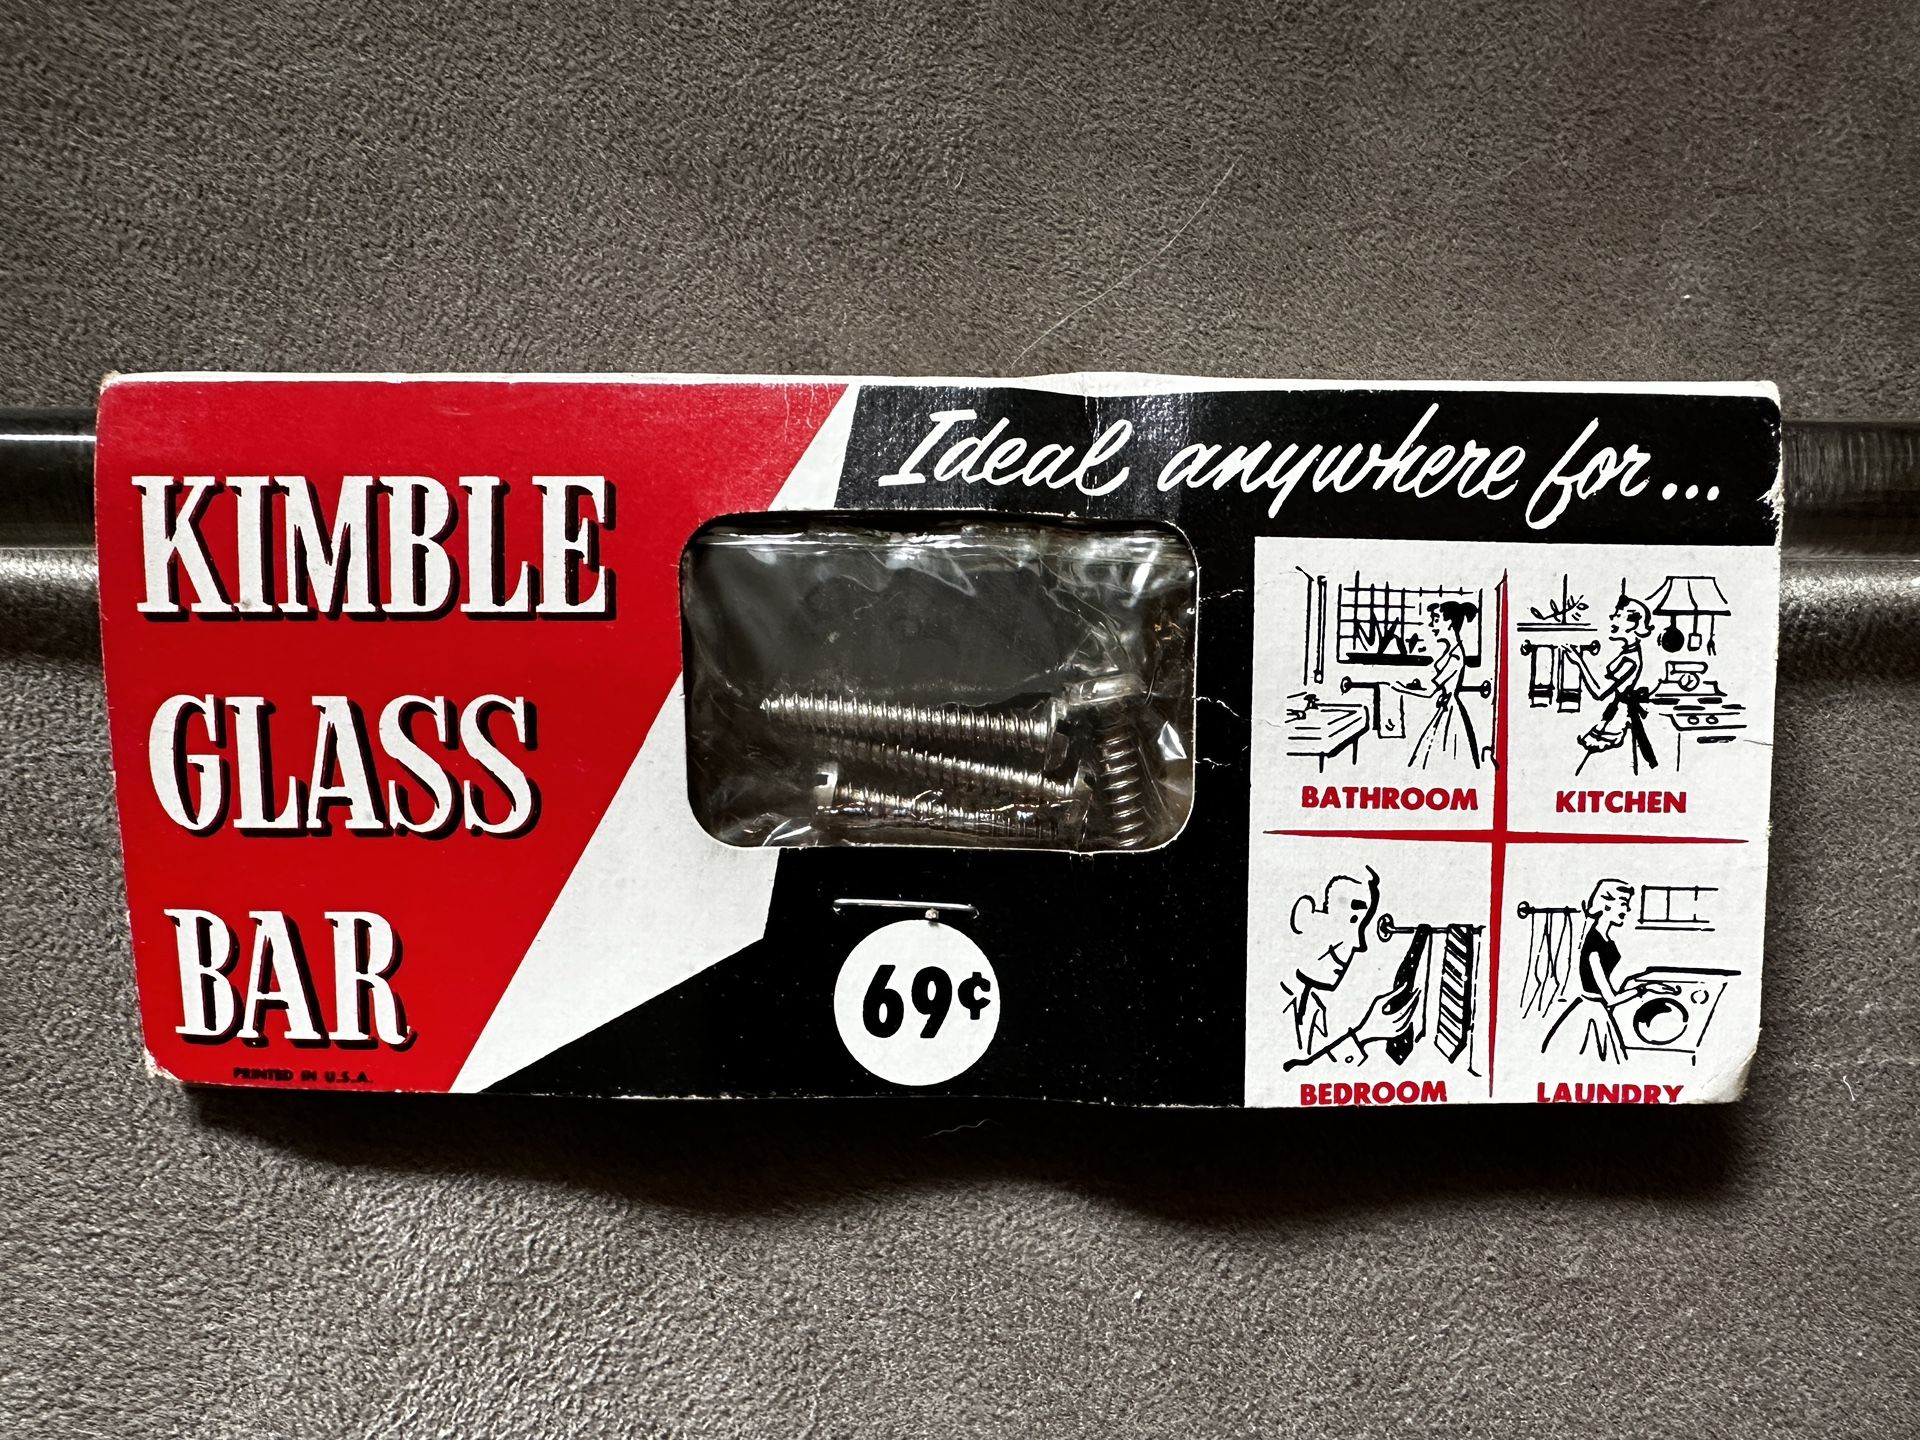 KIMBLE
GLASS
BAR
PRINTED IN U.S.A.
Ideal anywhere for...
69¢
BATHROOM
KITCHEN
BEDROOM
LAUNDRY